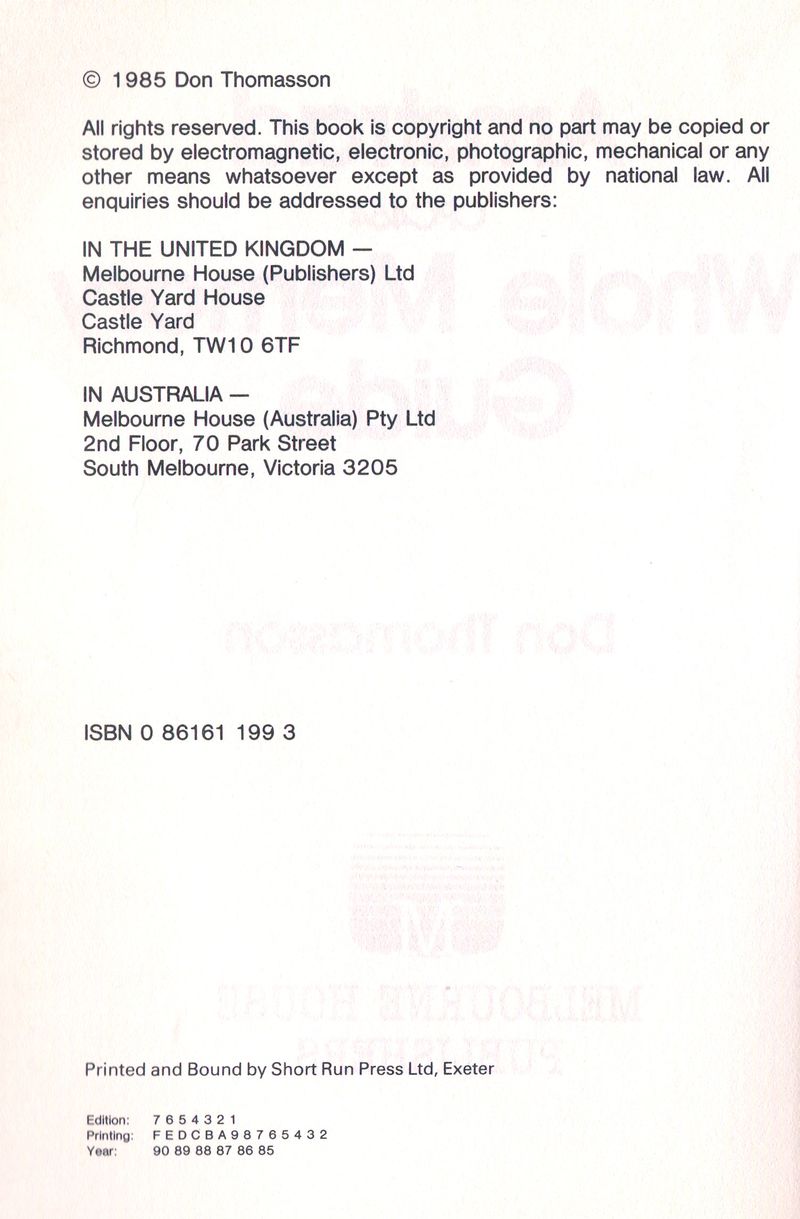 © 1985 Don Thomasson
All rights reserved. This book is copyright and no part may be copied or
stored by electromagnetic, electronic, photographic, mechanical or any
other means whatsoever except as provided by national law. All
enquiries should be addressed to the publishers:
IN THE UNITED KINGDOM —
Melbourne House (Publishers) Ltd
Castle Yard House
Castle Yard
Richmond, TW10 6TF
IN AUSTRALIA —
Melbourne House (Australia) Pty Ltd
2nd Floor, 70 Park Street
South Melbourne, Victoria 3205
ISBN 0 86161 199 3
Printed and Bound by Short Run Press Ltd, Exeter
Edition: 7 6 5 4 3 2 1
Printing: F E D C B A 9 8 7 6 5 4 3 2
Year: 90 89 88 87 86 85